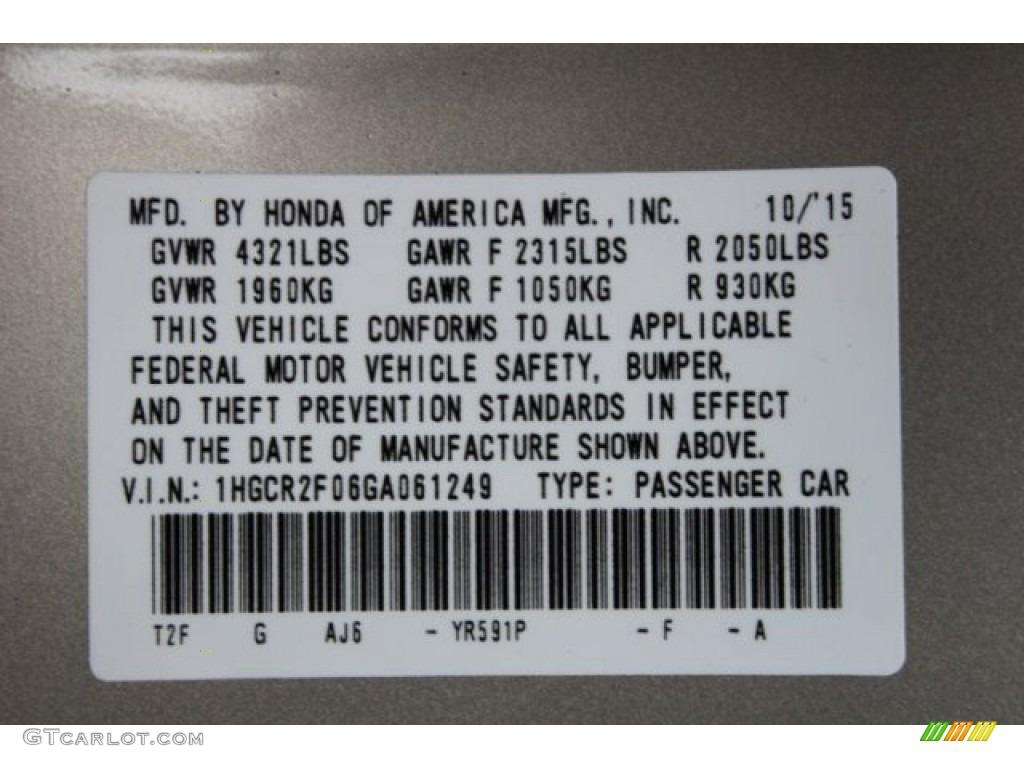 MFD. BY HONDA OF AMERICA MFG., INC. 10/'15
GVWR 4321LBS GAWR F 2315LBS R 2050LBS
GVWR 1960KG GAWR F 1050KG R 930KG
THIS VEHICLE CONFORMS TO ALL APPLICABLE
FEDERAL MOTOR VEHICLE SAFETY, BUMPER,
AND THEFT PREVENTION STANDARDS IN EFFECT
ON THE DATE OF MANUFACTURE SHOWN ABOVE.
V.I.N.: 1HGCR2F06GA061249 TYPE: PASSENGER CAR
T2F G AJ6 - YR591P - F - A
GTCARLOT.COM